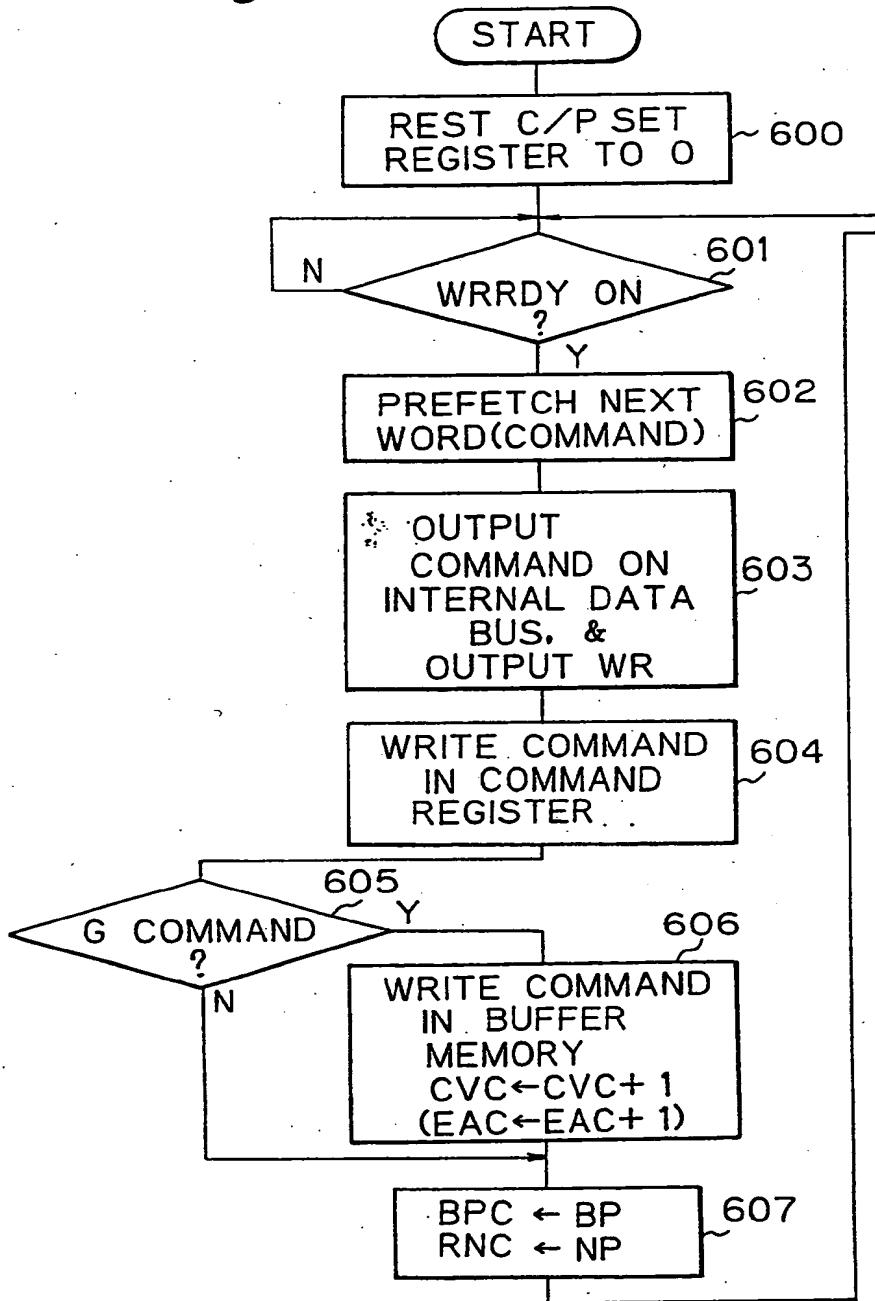 START
REST C/P SET
REGISTER TO 0
600
601
N
WRRDY ON
?
Y
602
PREFETCH NEXT
WORD(COMMAND)
OUTPUT
COMMAND ON
INTERNAL DATA
BUS. &
OUTPUT WR
603
WRITE COMMAND
IN COMMAND
REGISTER
604
605
G COMMAND
?
Y
N
606
WRITE COMMAND
IN BUFFER
MEMORY
CVC←CVC+1
(EAC←EAC+1)
BPC ← BP
RNC ← NP
607